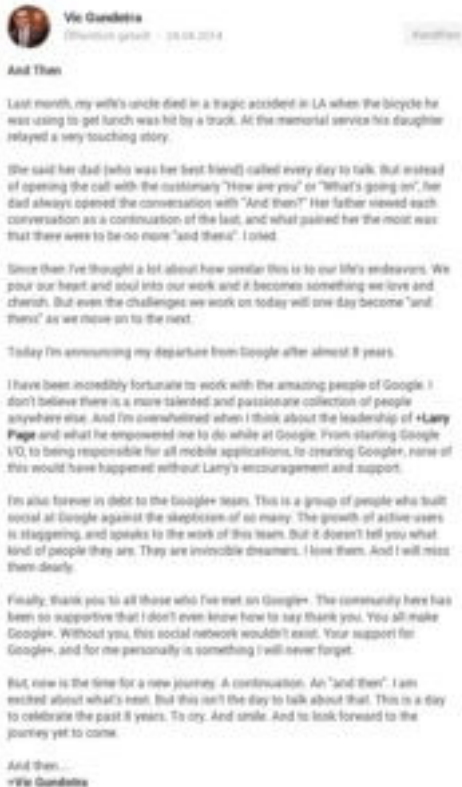 Vic Gundotra
Öffentlich geteilt - 24.04.2014
And Then
Last month, my wife's uncle died in a tragic accident in LA when the bicycle he
was using to get lunch was hit by a truck. At the memorial service his daughter
relayed a very touching story.
She said her dad (who was her best friend) called every day to talk. But instead
of opening the call with the customary "How are you" or "What's going on", her
dad always opened the conversation with "And then?" Her father viewed each
conversation as a continuation of the last, and what pained her the most was
that there were to be no more "and thens". I cried.
Since then I've thought a lot about how similar this is to our life's endeavors. We
pour our heart and soul into our work and it becomes something we love and
cherish. But even the challenges we work on today will one day become "and
thens" as we move on to the next.
Today I'm announcing my departure from Google after almost 8 years.
I have been incredibly fortunate to work with the amazing people of Google. I
don't believe there is a more talented and passionate collection of people
anywhere else. And I'm overwhelmed when I think about the leadership of +Larry
Page and what he empowered me to do while at Google. From starting Google
I/O, to being responsible for all mobile applications, to creating Google+, none of
this would have happened without Larry's encouragement and support.
I'm also forever in debt to the Google+ team. This is a group of people who built
social at Google against the skepticism of so many. The growth of active users
is staggering, and speaks to the work of this team. But it doesn't tell you what
kind of people they are. They are invincible dreamers. I love them. And I will miss
them dearly.
Finally, thank you to all those who I've met on Google+. The community here has
been so supportive that I don't even know how to say thank you. You all make
Google+. Without you, this social network wouldn't exist. Your support for
Google+, and for me personally is something I will never forget.
But, now is the time for a new journey. A continuation. An "and then". I am
excited about what's next. But this isn't the day to talk about that. This is a day
to celebrate the past 8 years. To cry. And smile. And to look forward to the
journey yet to come.
And then....
+Vic Gundotra